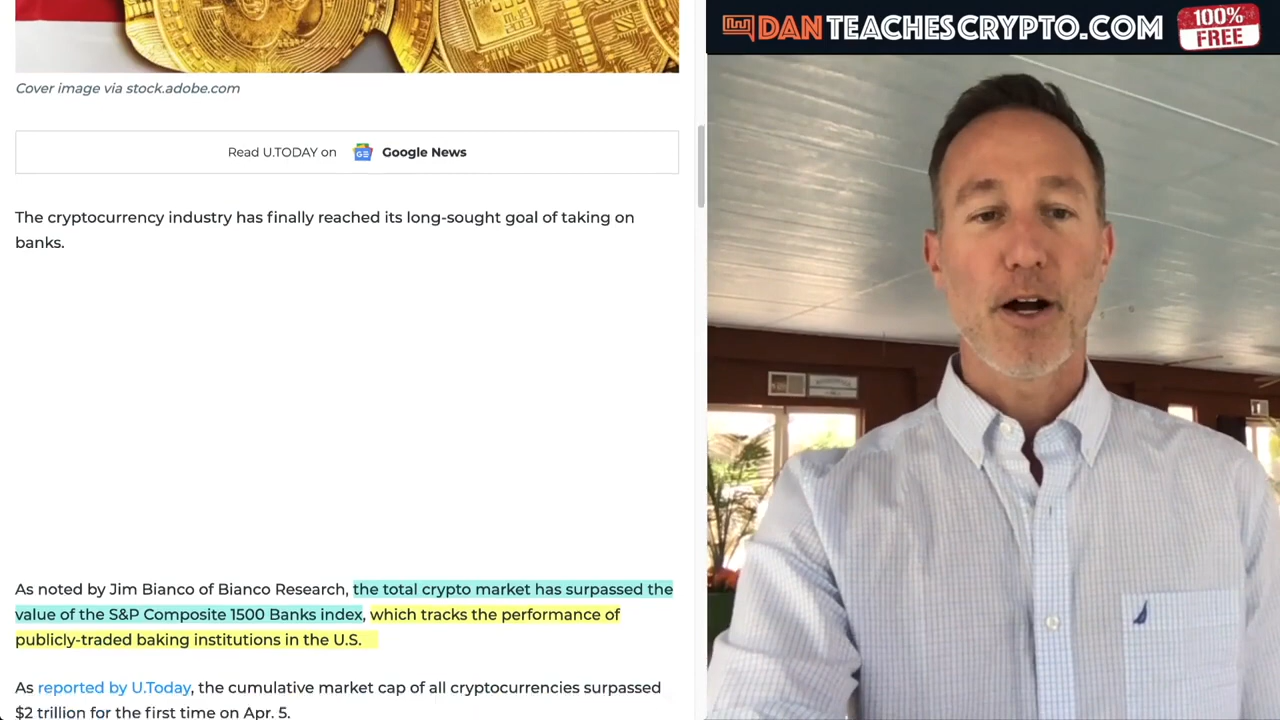 DANTEACHESCRYPTO.COM
100%
FREE
Cover image via stock.adobe.com
Read U.TODAY on GE Google News
The cryptocurrency industry has finally reached its long-sought goal of taking on
banks.
As noted by Jim Bianco of Bianco Research, the total crypto market has surpassed the
value of the S&P Composite 1500 Banks index, which tracks the performance of
publicly-traded baking institutions in the U.S.
As reported by U.Today, the cumulative market cap of all cryptocurrencies surpassed
$2 trillion for the first time on Apr. 5.